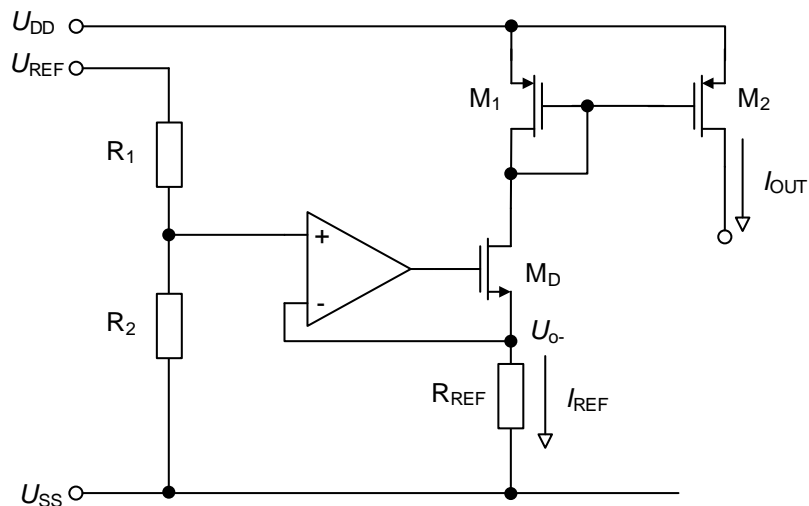 UDD
UREF
M1
M2
R1
IOUT
+
MD
-
R2
Uo-
RREF
IREF
USS